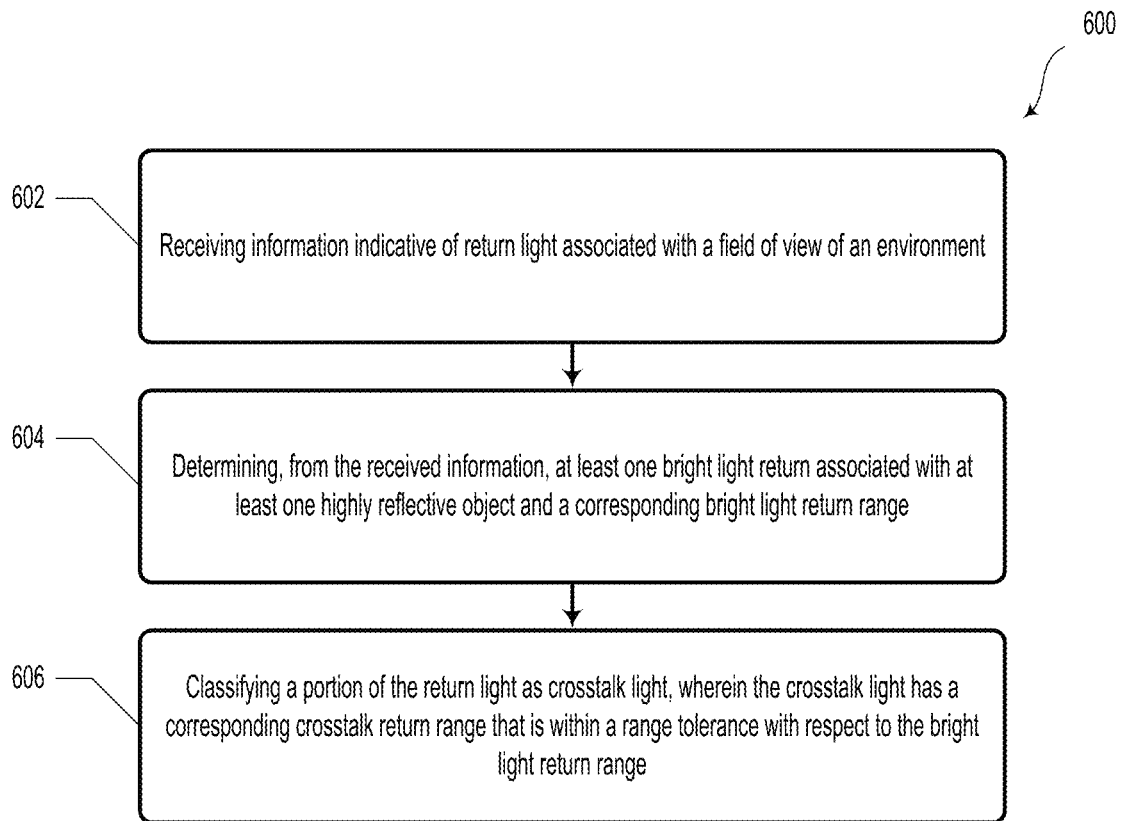 600
602
Receiving information indicative of return light associated with a field of view of an environment
604
Determining, from the received information, at least one bright light return associated with at
least one highly reflective object and a corresponding bright light return range
606
Classifying a portion of the return light as crosstalk light, wherein the crosstalk light has a
corresponding crosstalk return range that is within a range tolerance with respect to the bright
light return range